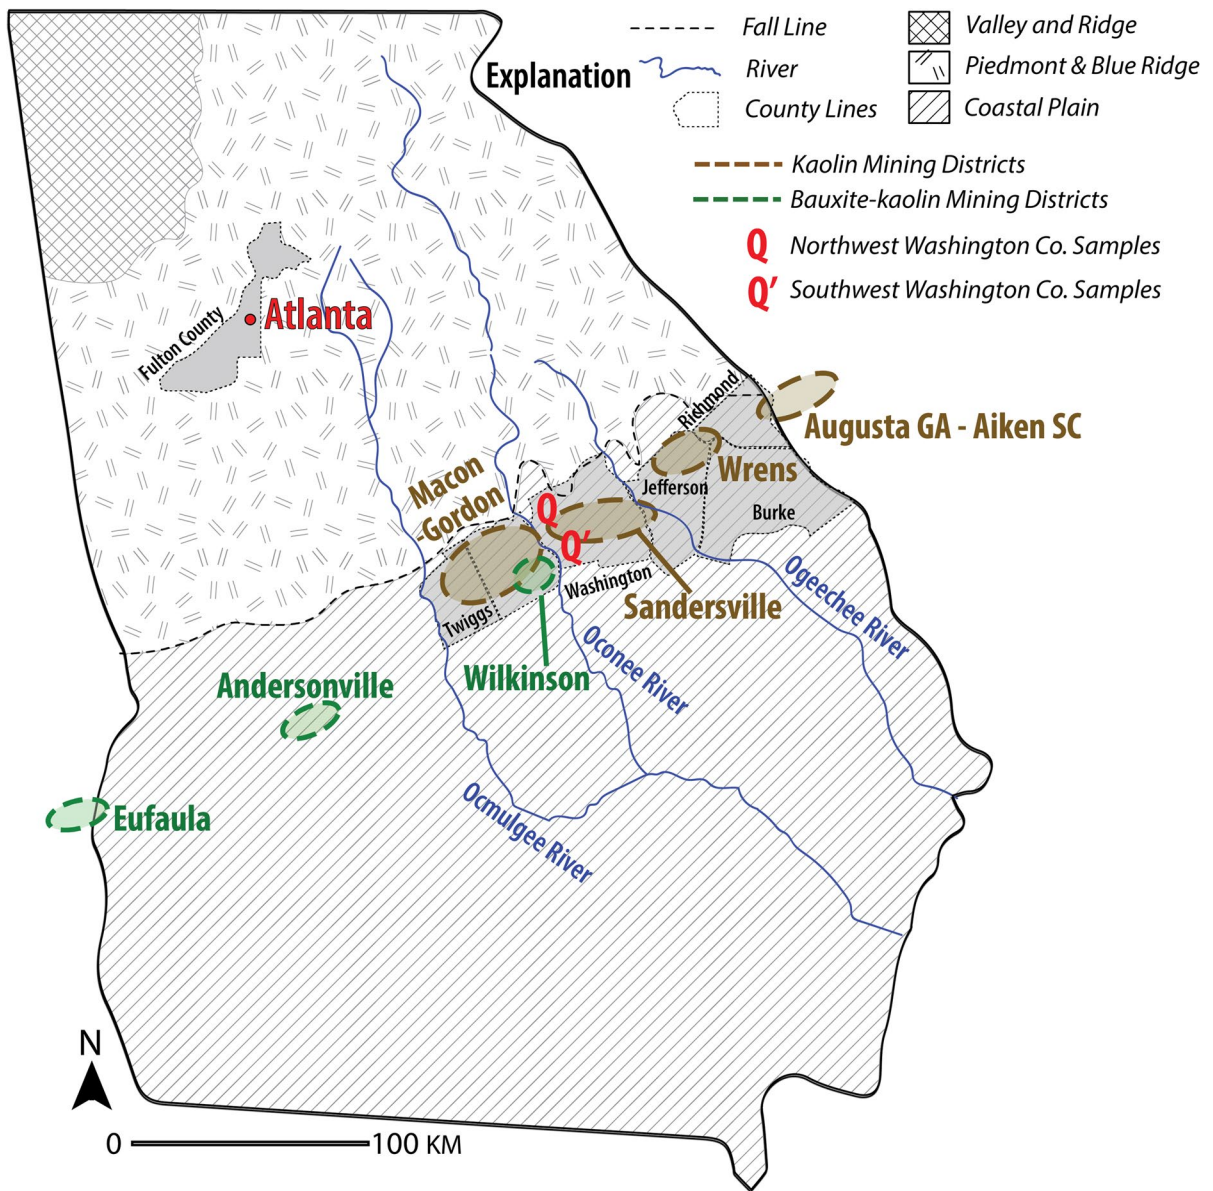 Explanation
Fall Line
River
County Lines
Valley and Ridge
Piedmont & Blue Ridge
Coastal Plain
Kaolin Mining Districts
Bauxite-kaolin Mining Districts
Q Northwest Washington Co. Samples
Q’ Southwest Washington Co. Samples
Fulton County
Atlanta
Richmond
Augusta GA - Aiken SC
Macon
-Gordon
Wrens
Jefferson
Q
Burke
Q’
Washington
Sandersville
Twiggs
Wilkinson
Ogeechee River
Oconee River
Andersonville
Eufaula
Ocmulgee River
N
0 100 KM